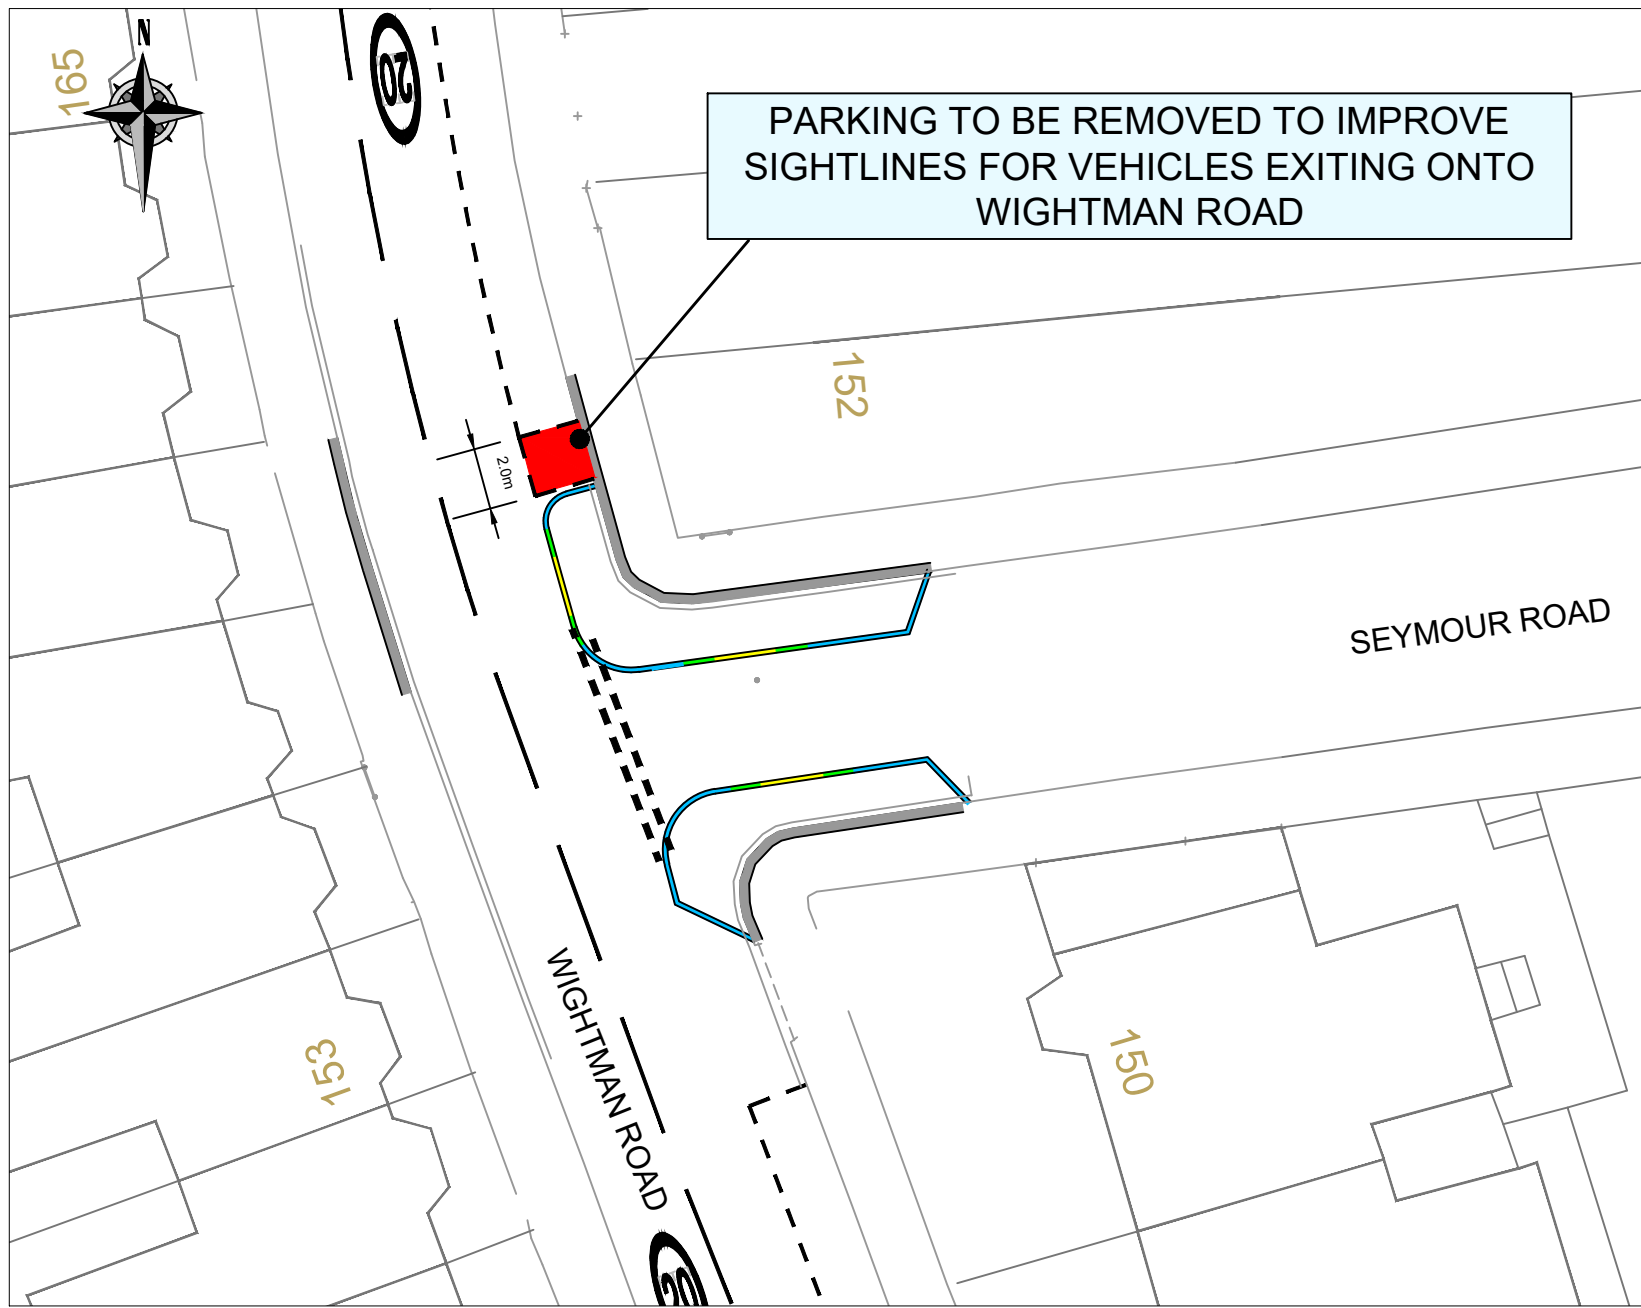 N
165
20
PARKING TO BE REMOVED TO IMPROVE
SIGHTLINES FOR VEHICLES EXITING ONTO
WIGHTMAN ROAD
152
2.0m
SEYMOUR ROAD
WIGHTMAN ROAD
153
150
20